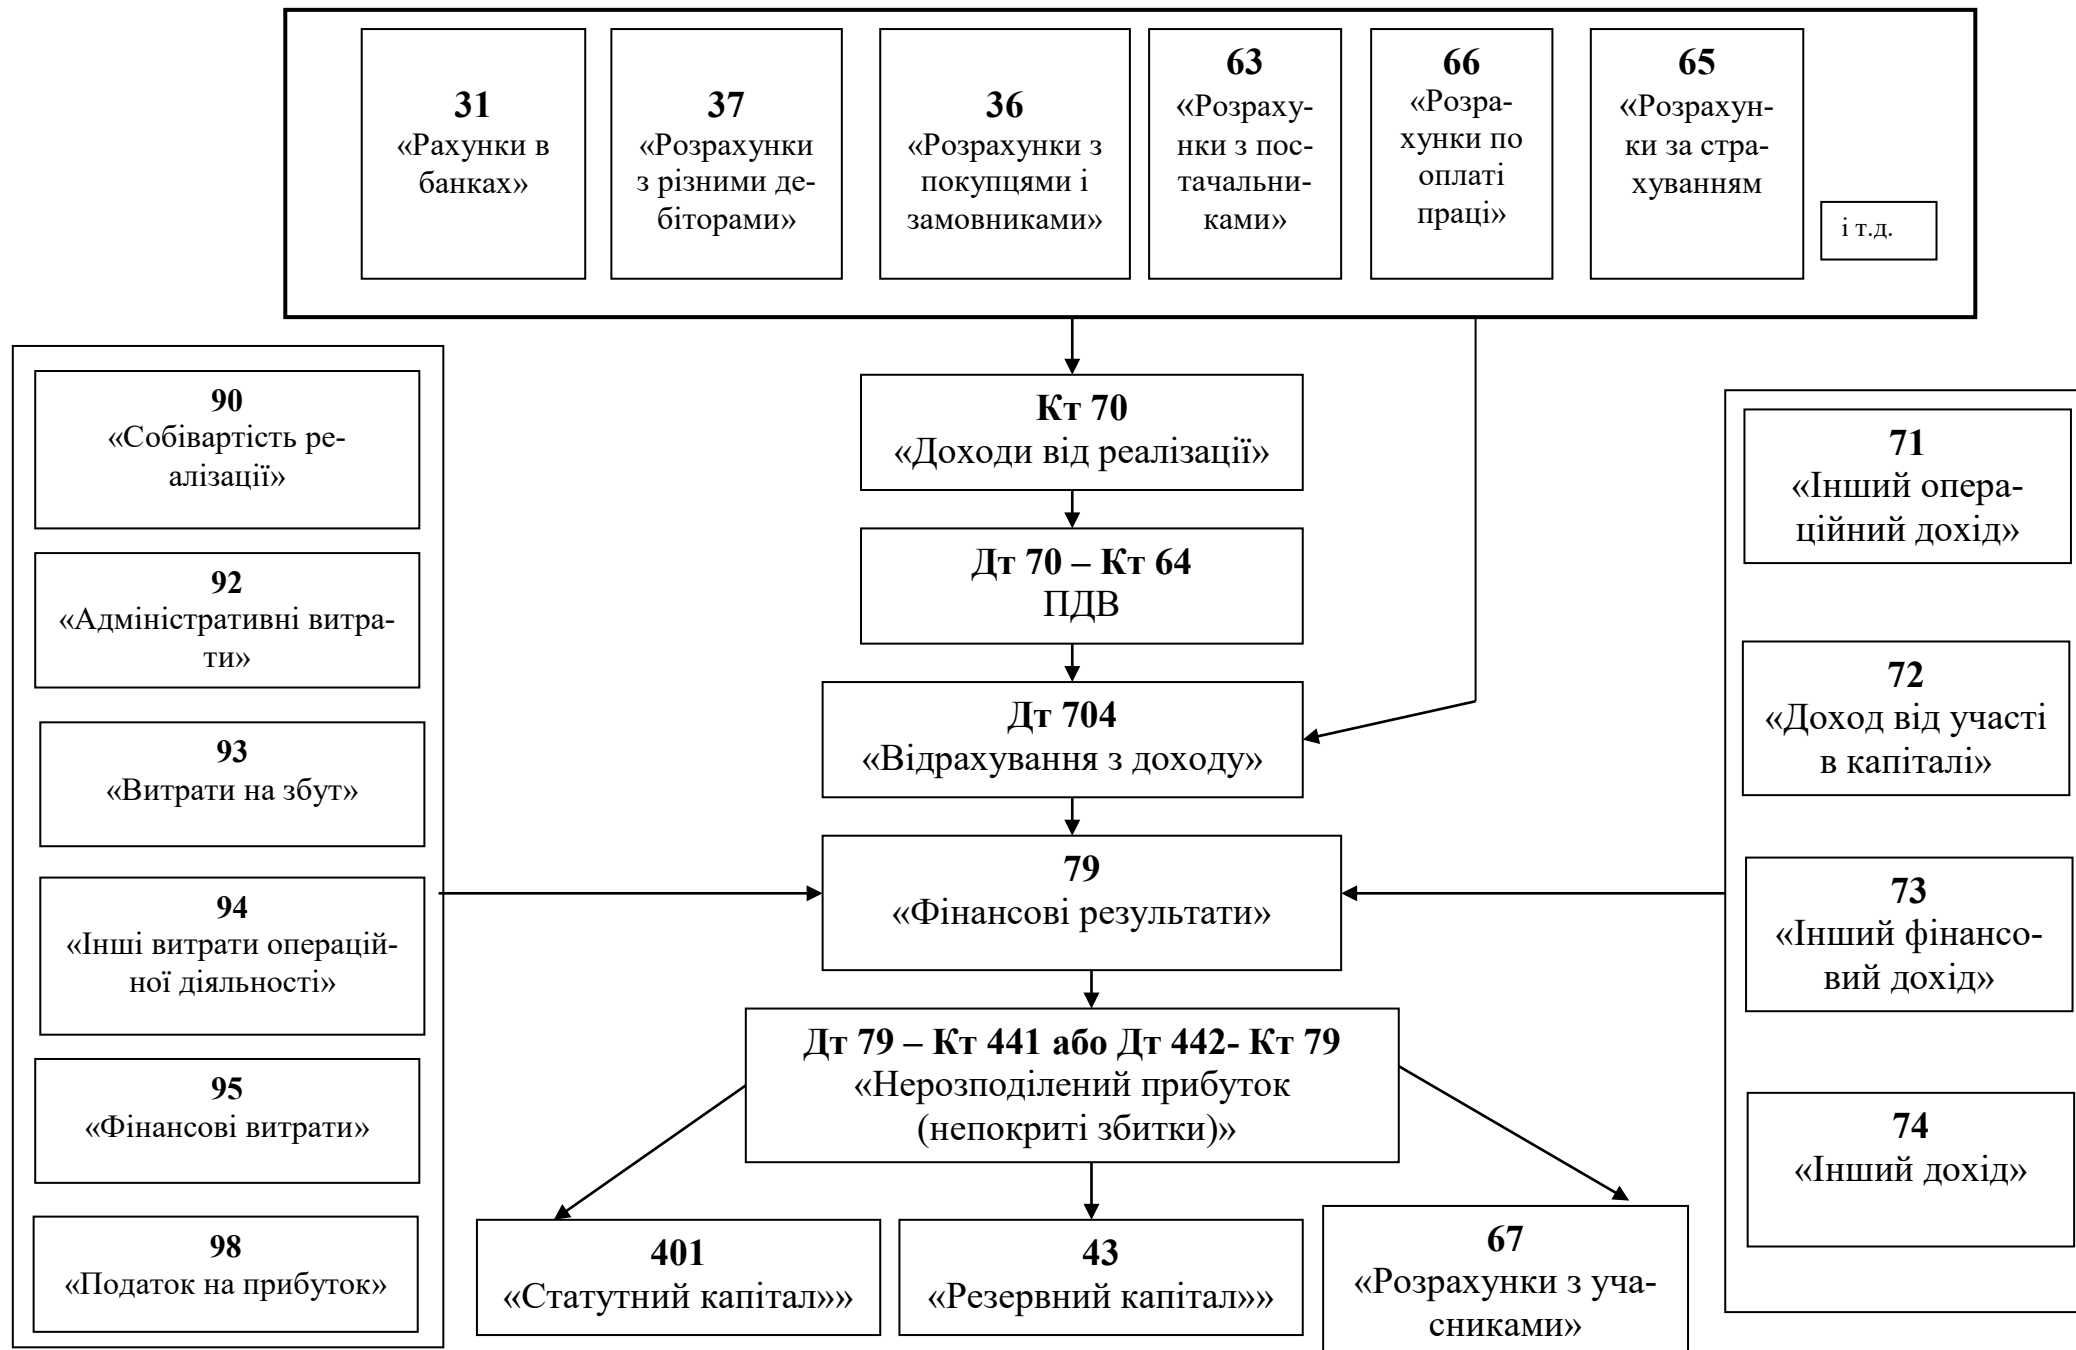 31
«Рахунки в
банках»
37
«Розрахунки
з різними де-
біторами»
36
«Розрахунки з
покупцями і
замовниками»
63
«Розраху-
нки з пос-
тачальни-
ками»
66
«Розра-
хунки по
оплаті
праці»
65
«Розрахун-
ки за стра-
хуванням
і т.д.
90
«Собівартість ре-
алізації»
92
«Адміністративні витра-
ти»
93
«Витрати на збут»
94
«Інші витрати операцій-
ної діяльності»
95
«Фінансові витрати»
98
«Податок на прибуток»
Кт 70
«Доходи від реалізації»
Дт 70 – Кт 64
ПДВ
Дт 704
«Відрахування з доходу»
79
«Фінансові результати»
Дт 79 – Кт 441 або Дт 442- Кт 79
«Нерозподілений прибуток
(непокриті збитки)»
401
«Статутний капітал»»
43
«Резервний капітал»»
67
«Розрахунки з уча-
сниками»
71
«Інший опера-
ційний дохід»
72
«Доход від участі
в капіталі»
73
«Інший фінансо-
вий дохід»
74
«Інший дохід»